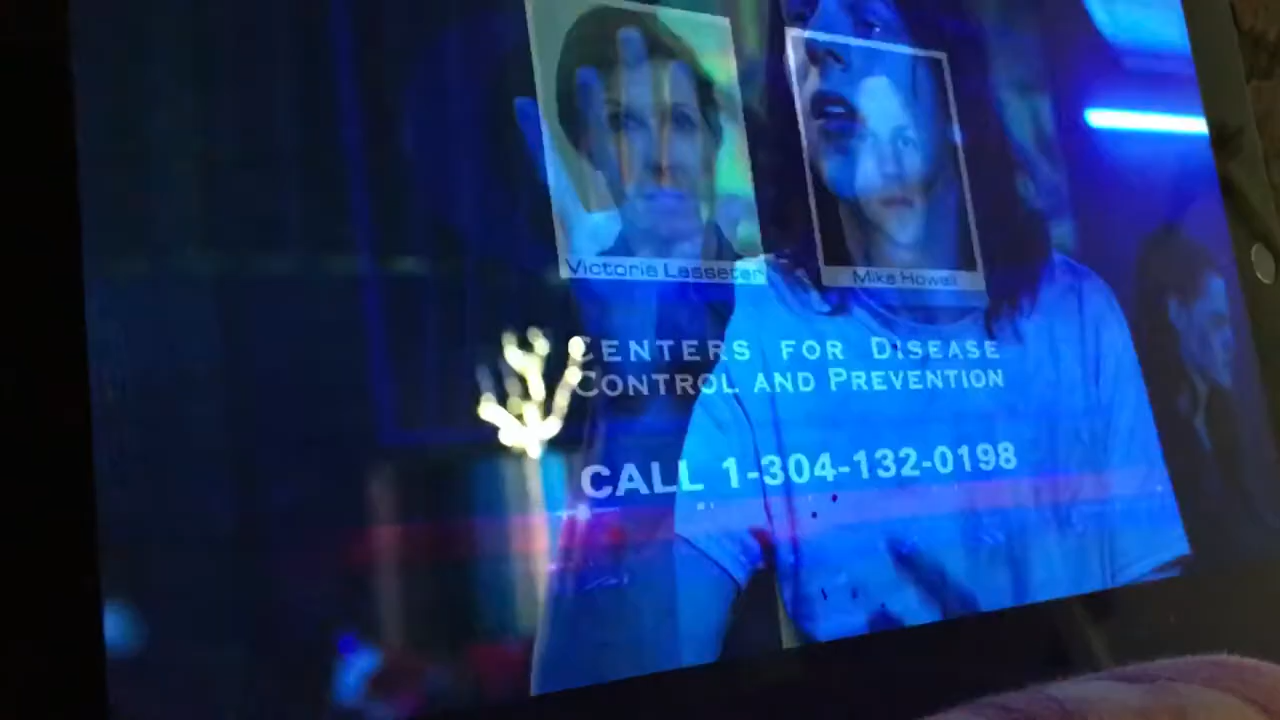 Victoria Lasseter
Mike Howell
CENTERS FOR DISEASE
CONTROL AND PREVENTION
CALL 1-304-132-0198